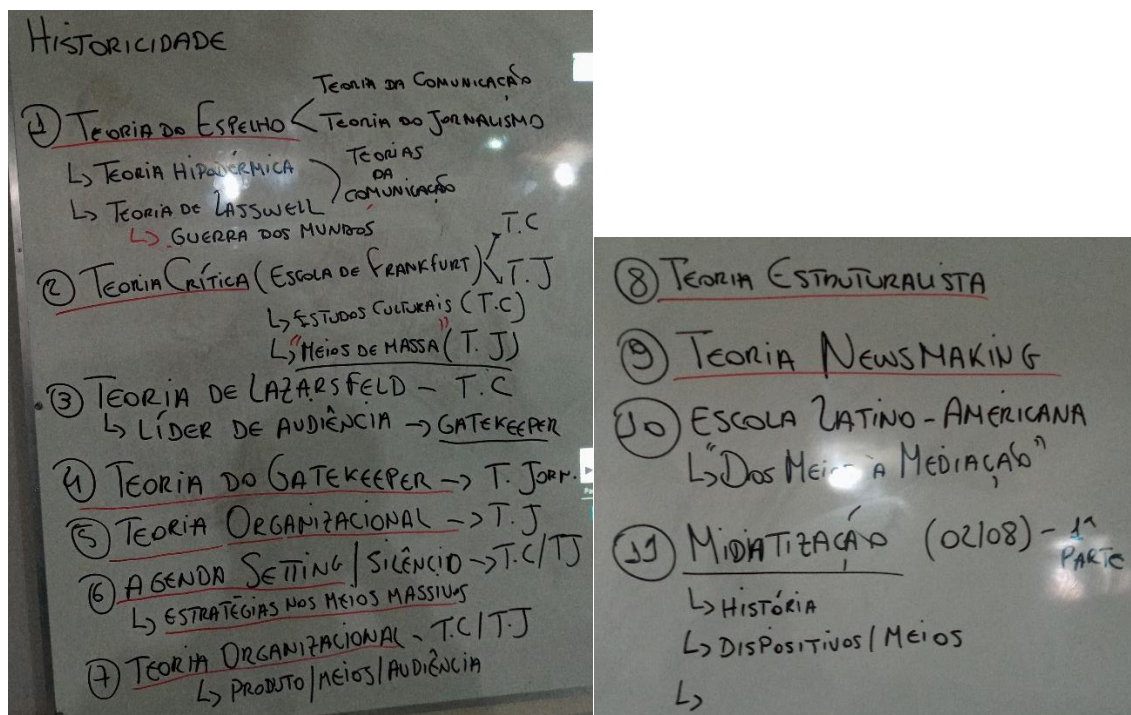 HISTORICIDADE
① TEORIA DO ESPELHO < TEORIA DA COMUNICAÇÃO
TEORIA DO JORNALISMO
↳ TEORIA HIPODÉRMICA
↳ TEORIA DE LASSWELL
TEORIAS
DA
COMUNICAÇÃO
↳ GUERRA DOS MUNDOS
② TEORIA CRÍTICA (ESCOLA DE FRANKFURT) T.C
T.J
↳ ESTUDOS CULTURAIS (T.C)
↳ "MEIOS DE MASSA" (T. J)
③ TEORIA DE LAZARSFELD - T.C
↳ LÍDER DE AUDIÊNCIA → GATEKEEPER
④ TEORIA DO GATEKEEPER → T. JORN.
⑤ TEORIA ORGANIZACIONAL → T.J
⑥ AGENDA SETTING / SILÊNCIO → T.C/TJ
↳ ESTRATÉGIAS NOS MEIOS MASSIVOS
⑦ TEORIA ORGANIZACIONAL - T.C/T.J
↳ PRODUTO/MEIOS/AUDIÊNCIA
⑧ TEORIA ESTRUTURALISTA
⑨ TEORIA NEWSMAKING
⑩ ESCOLA LATINO-AMERICANA
↳ "DOS MEIOS À MEDIAÇÃO"
⑪ MIDIATIZAÇÃO (02/08) - 1ª
PARTE
↳ HISTÓRIA
↳ DISPOSITIVOS/MEIOS
↳